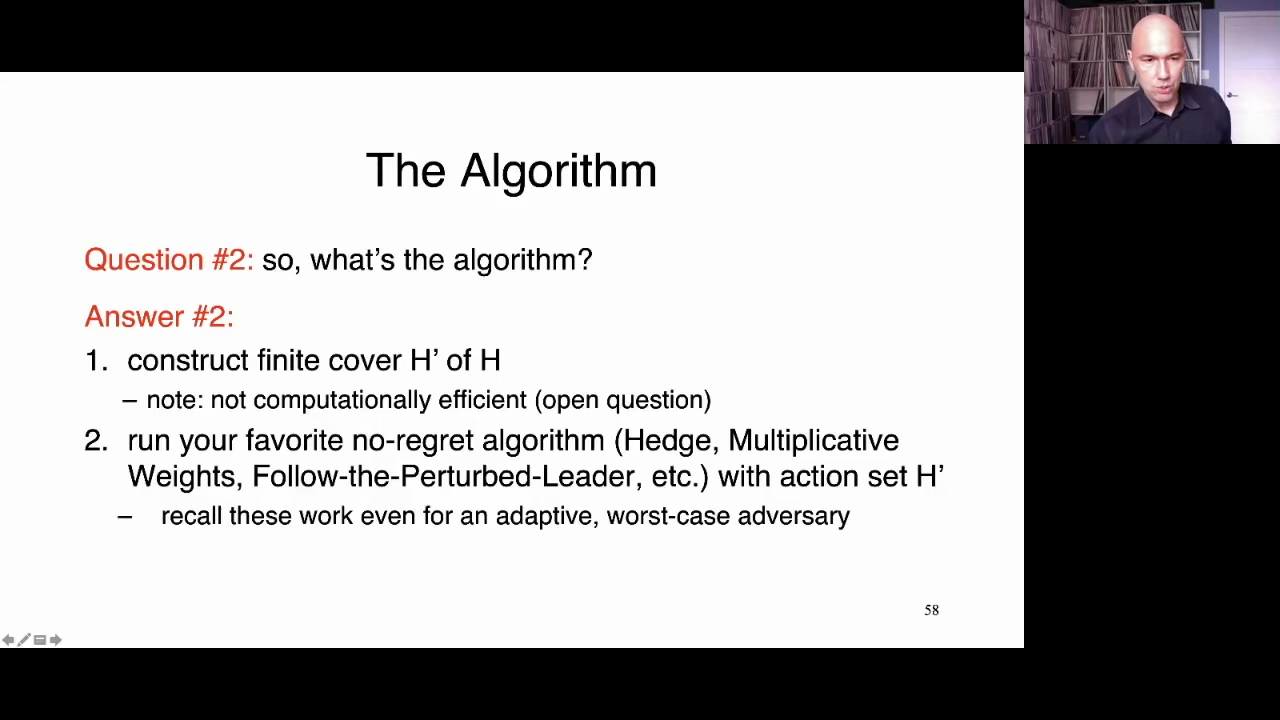 The Algorithm
Question #2: so, what's the algorithm?
Answer #2:
1. construct finite cover H' of H
– note: not computationally efficient (open question)
2. run your favorite no-regret algorithm (Hedge, Multiplicative
Weights, Follow-the-Perturbed-Leader, etc.) with action set H'
– recall these work even for an adaptive, worst-case adversary
58